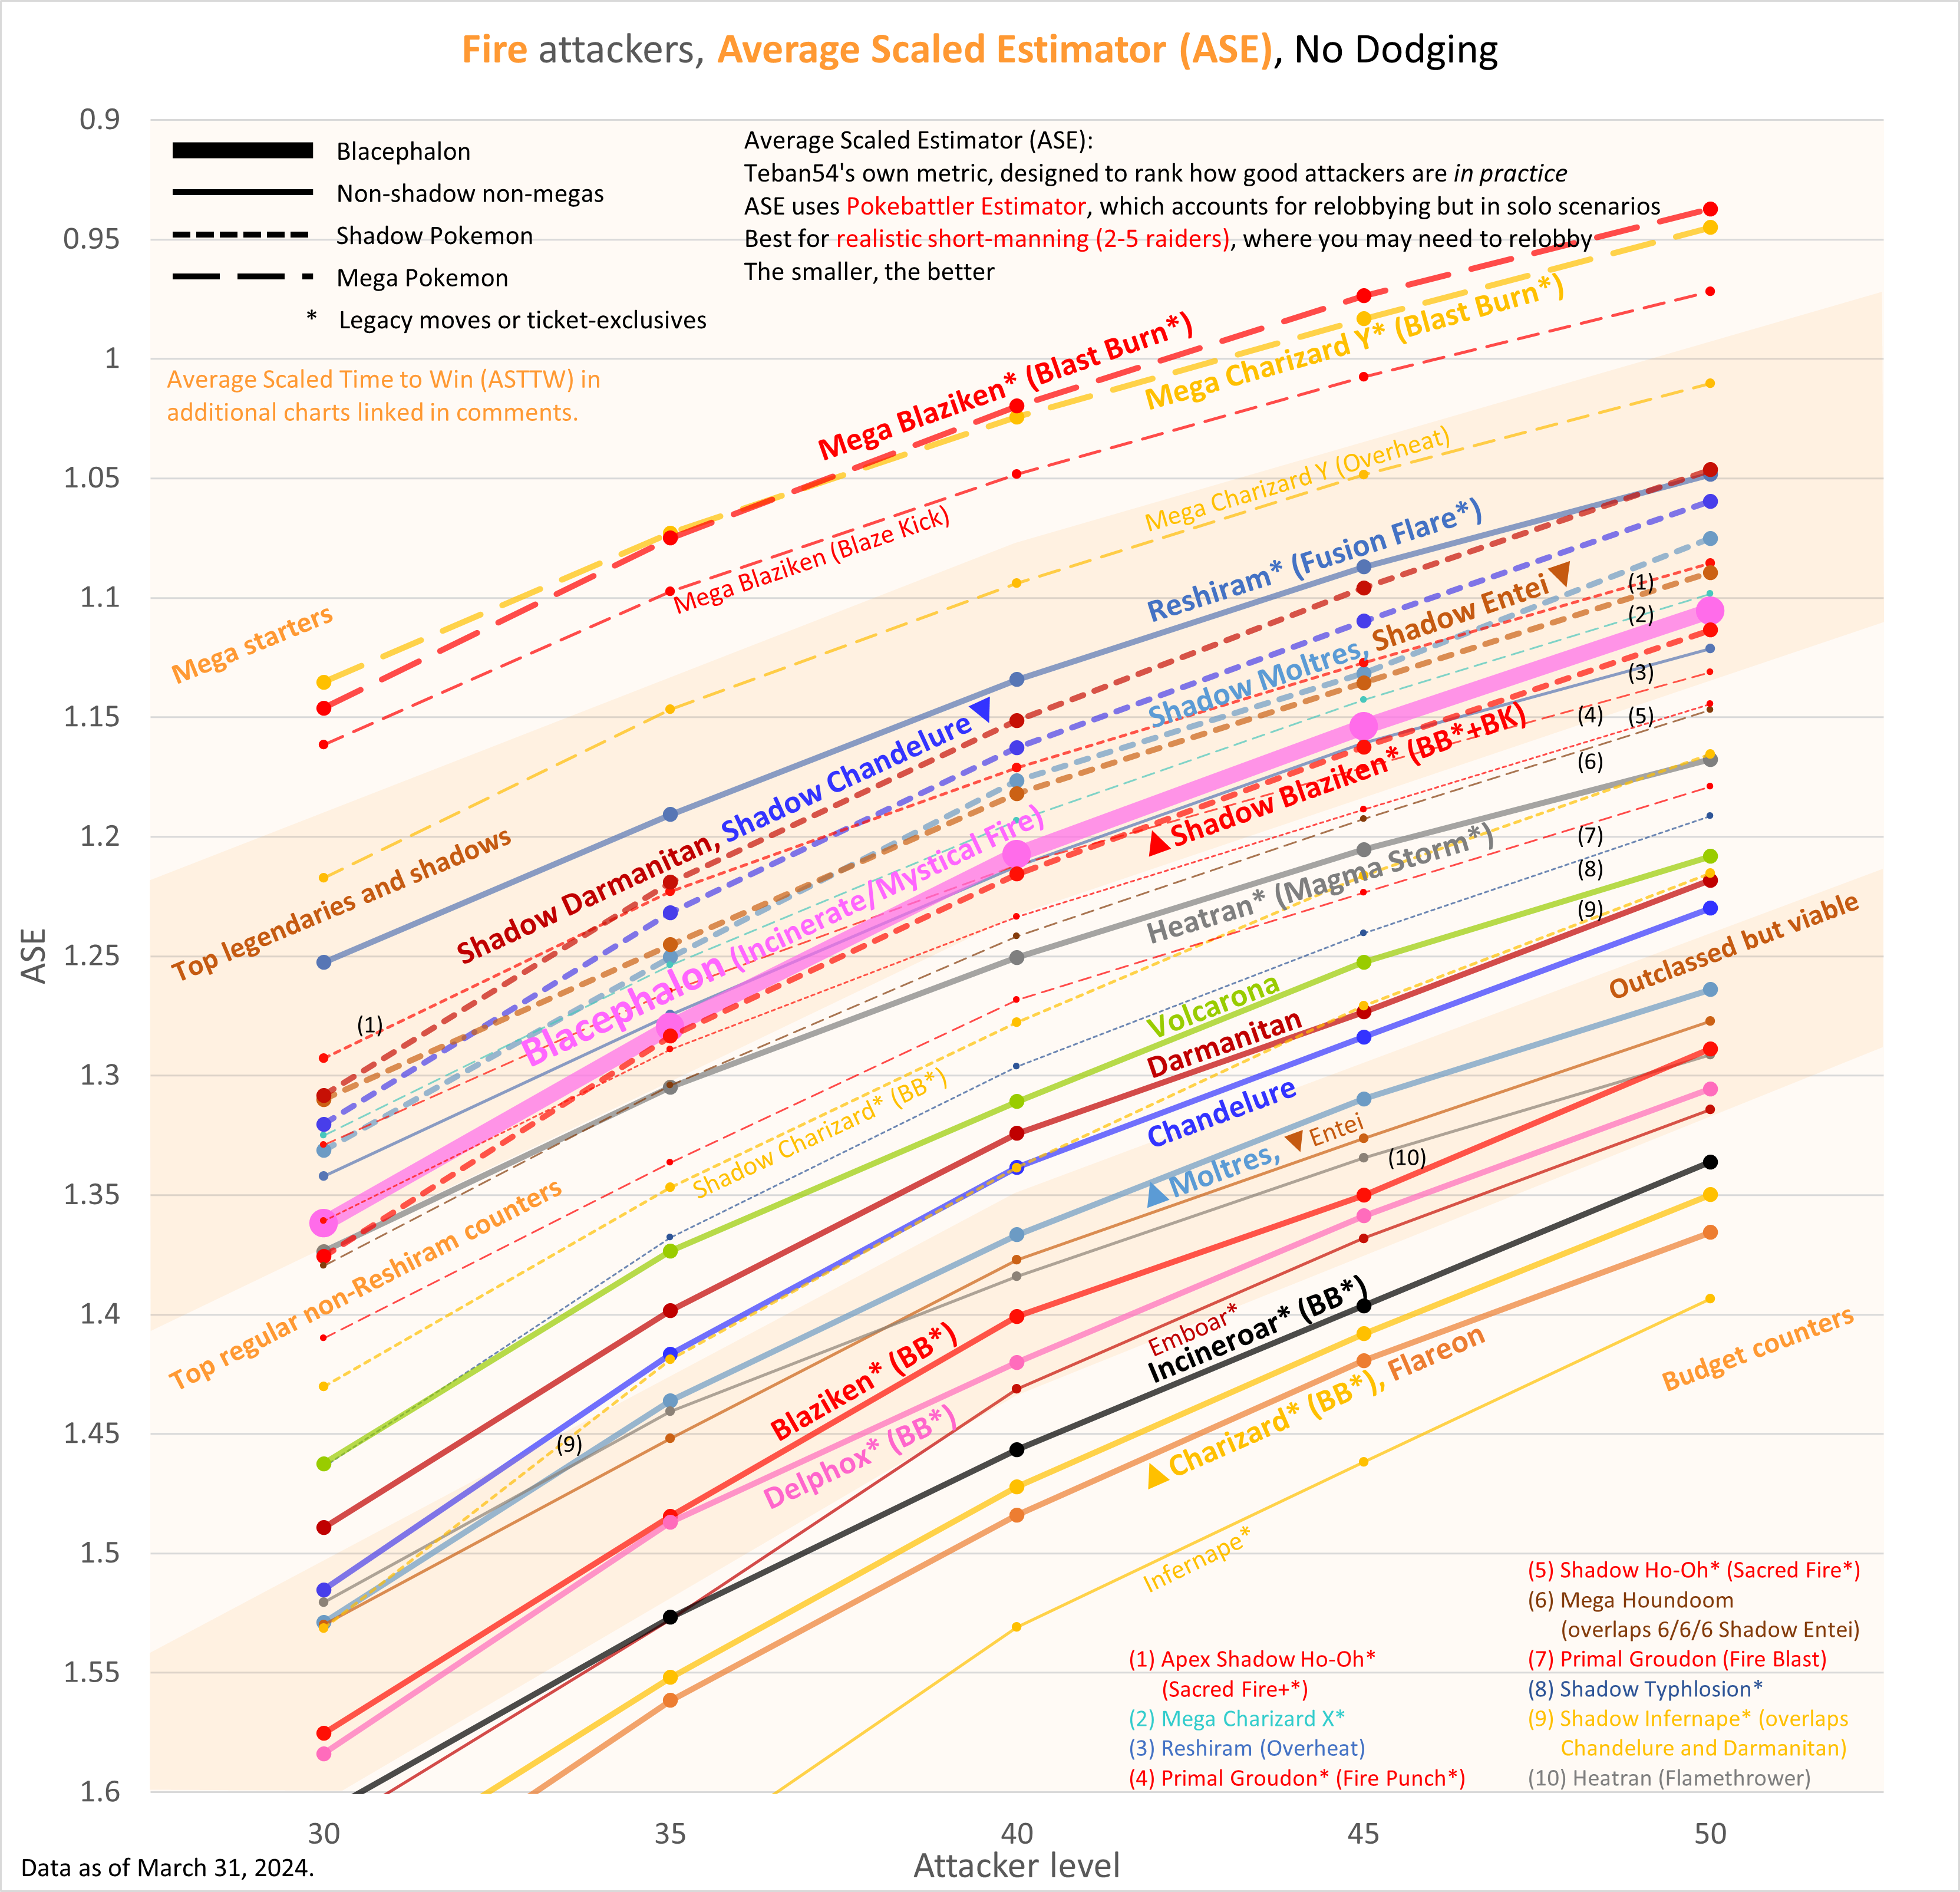 Fire attackers, Average Scaled Estimator (ASE), No Dodging
0.9
0.95
1
1.05
1.1
1.15
1.2
1.25
1.3
1.35
1.4
1.45
1.5
1.55
1.6
ASE
Blacephalon
Non-shadow non-megas
Shadow Pokemon
Mega Pokemon
* Legacy moves or ticket-exclusives
Average Scaled Time to Win (ASTTW) in
additional charts linked in comments.
Average Scaled Estimator (ASE):
Teban54's own metric, designed to rank how good attackers are in practice
ASE uses Pokebattler Estimator, which accounts for relobbying but in solo scenarios
Best for realistic short-manning (2-5 raiders), where you may need to relobby
The smaller, the better
Mega Blaziken* (Blast Burn*)
Mega Charizard Y* (Blast Burn*)
Mega Blaziken (Blaze Kick)
Mega Charizard Y (Overheat)
Mega starters
Reshiram* (Fusion Flare*)
Shadow Moltres, Shadow Entei
Shadow Darmanitan, Shadow Chandelure
Top legendaries and shadows
Blacephalon (Incinerate/Mystical Fire)
Shadow Blaziken* (BB*+BK)
Heatran* (Magma Storm*)
(1)
(2)
(3)
(4)
(5)
(6)
(7)
(8)
(9)
(1)
Volcarona
Darmanitan
Chandelure
Outclassed but viable
Shadow Charizard* (BB*)
Moltres, Entei
(10)
Top regular non-Reshiram counters
Blaziken* (BB*)
Delphox* (BB*)
(9)
Emboar*
Incineroar* (BB*)
Charizard* (BB*), Flareon
Budget counters
Infernape*
(1) Apex Shadow Ho-Oh*
(Sacred Fire+*)
(2) Mega Charizard X*
(3) Reshiram (Overheat)
(4) Primal Groudon* (Fire Punch*)
(5) Shadow Ho-Oh* (Sacred Fire*)
(6) Mega Houndoom
(overlaps 6/6/6 Shadow Entei)
(7) Primal Groudon (Fire Blast)
(8) Shadow Typhlosion*
(9) Shadow Infernape* (overlaps
Chandelure and Darmanitan)
(10) Heatran (Flamethrower)
30
35
40
45
50
Attacker level
Data as of March 31, 2024.